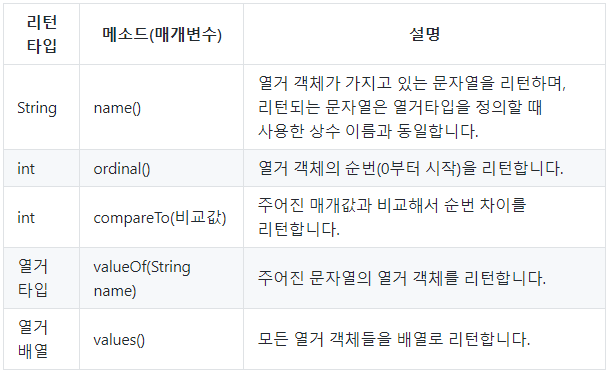 리턴
타입
메소드(매개변수)
설명
String
name()
열거 객체가 가지고 있는 문자열을 리턴하며,
리턴되는 문자열은 열거타입을 정의할 때
사용한 상수 이름과 동일합니다.
int
ordinal()
열거 객체의 순번(0부터 시작)을 리턴합니다.
int
compareTo(비교값)
주어진 매개값과 비교해서 순번 차이를
리턴합니다.
열거
타입
valueOf(String
name)
주어진 문자열의 열거 객체를 리턴합니다.
열거
배열
values()
모든 열거 객체들을 배열로 리턴합니다.